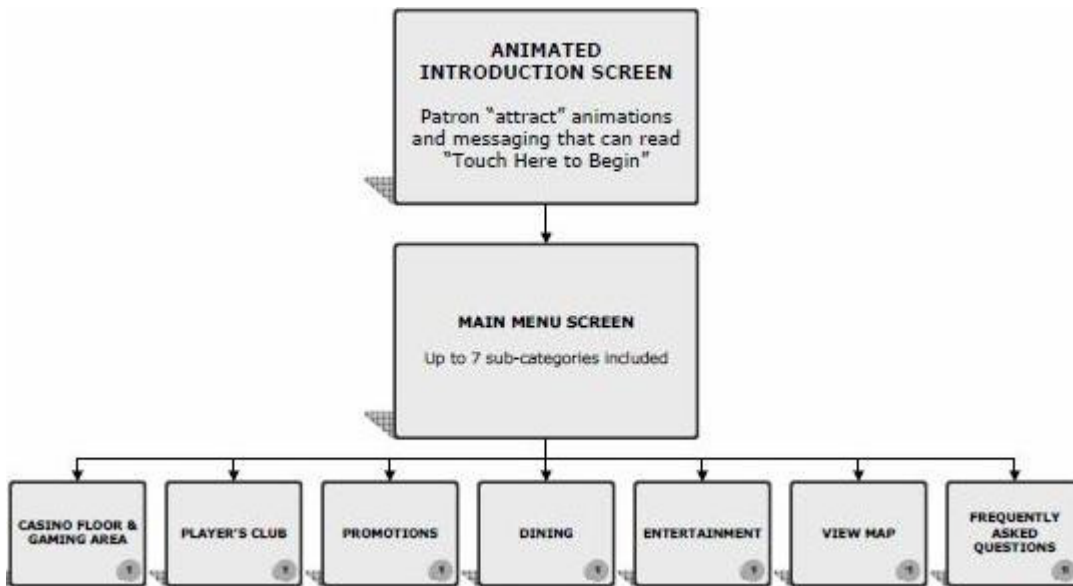 ANIMATED
INTRODUCTION SCREEN
Patron "attract" animations
and messaging that can read
"Touch Here to Begin"
MAIN MENU SCREEN
Up to 7 sub-categories included
CASINO FLOOR &
GAMING AREA
PLAYER'S CLUB
PROMOTIONS
DINING
ENTERTAINMENT
VIEW MAP
FREQUENTLY
ASKED
QUESTIONS